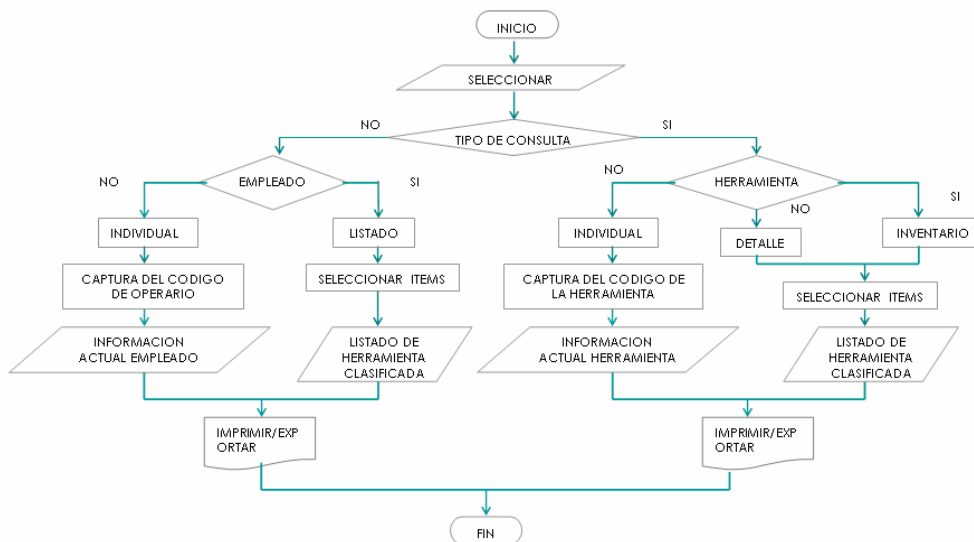 INICIO
SELECCIONAR
NO
SI
TIPO DE CONSULTA
NO
EMPLEADO
SI
NO
HERRAMIENTA
NO
SI
INDIVIDUAL
LISTADO
INDIVIDUAL
DETALLE
INVENTARIO
CAPTURA DEL CODIGO
DE OPERARIO
SELECCIONAR ITEMS
CAPTURA DEL CODIGO DE
LA HERRAMIENTA
SELECCIONAR ITEMS
INFORMACION
ACTUAL EMPLEADO
LISTADO DE
HERRAMIENTA
CLASIFICADA
INFORMACION
ACTUAL HERRAMIENTA
LISTADO DE
HERRAMIENTA
CLASIFICADA
IMPRIMIR/EXP
ORTAR
IMPRIMIR/EXP
ORTAR
FIN